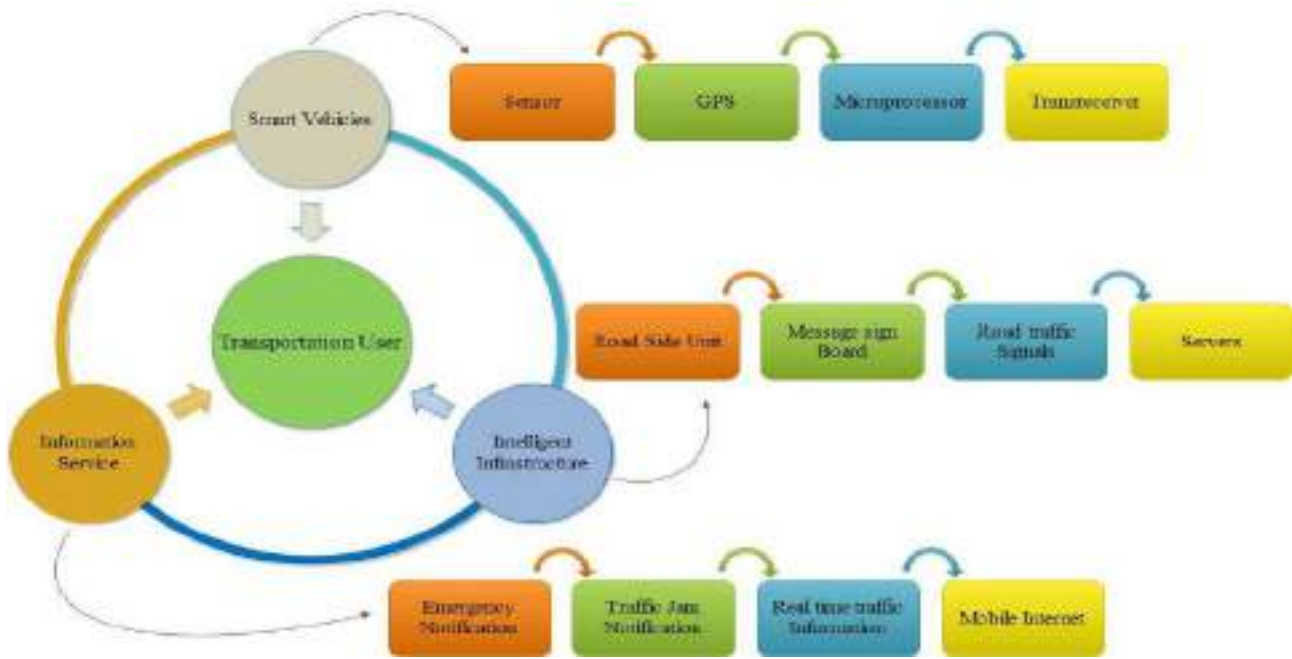 Smart Vehicles
Sensor
GPS
Microprocessor
Transreceiver
Transportation User
Road Side Unit
Message sign
Board
Road traffic
Signals
Servers
Information
Service
Intelligent
Infrastructure
Emergency
Notification
Traffic Jam
Notification
Real time traffic
Information
Mobile Internet